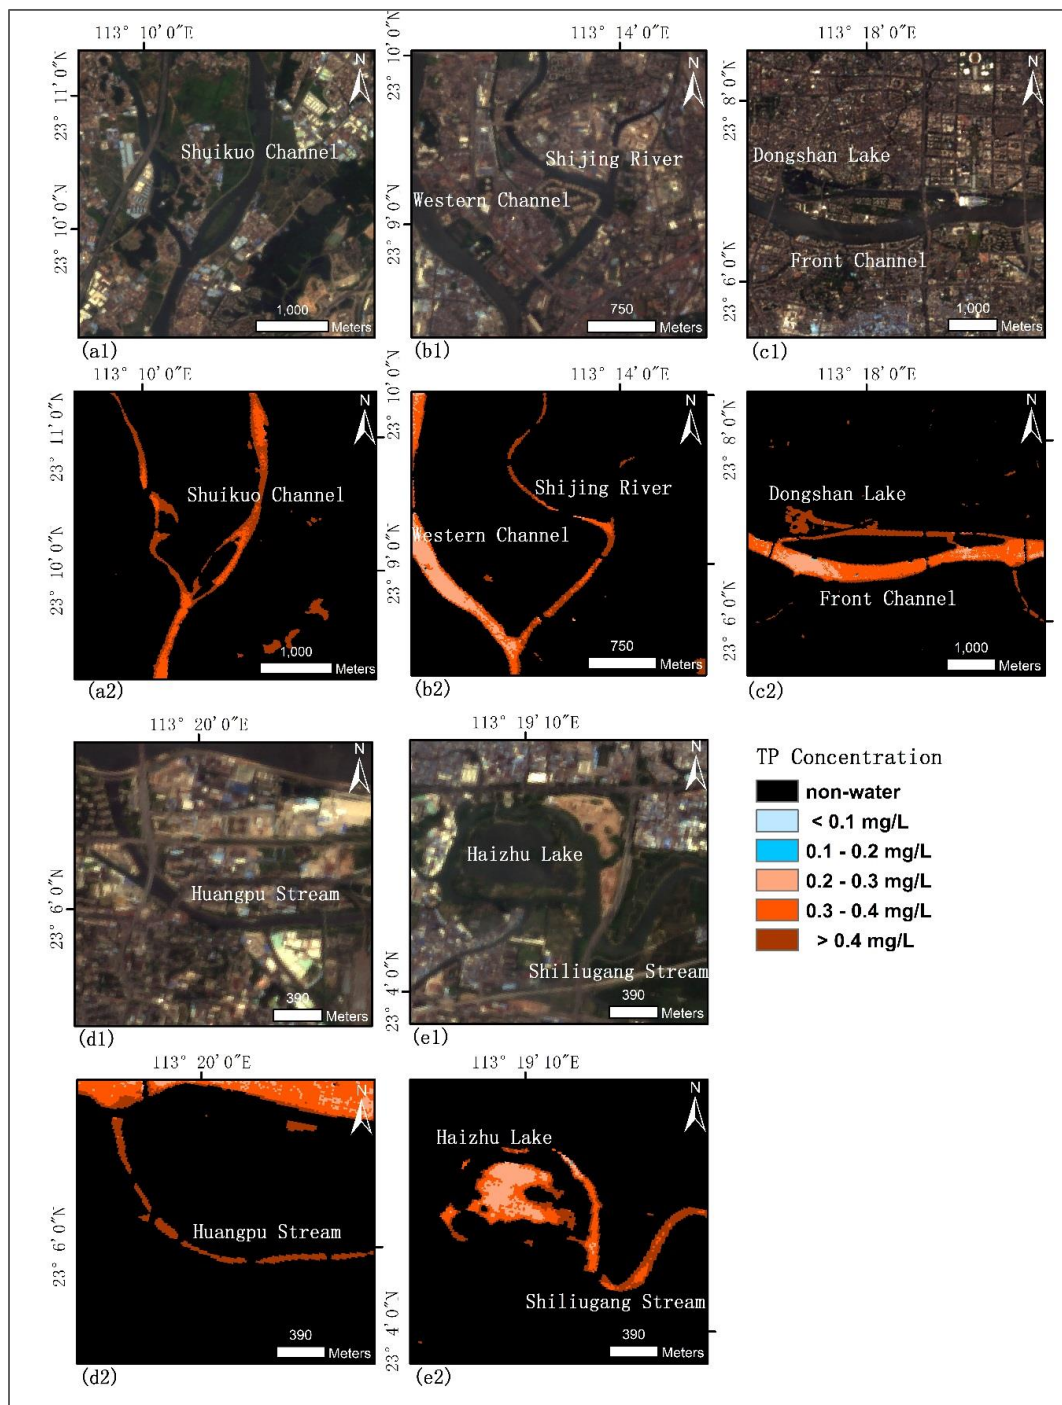 113° 10'0"E
113° 14'0"E
113° 18'0"E
23° 11'0"N
23° 10'0"N
N
Shuikuo Channel
1,000
Meters
(a1)
23° 10'0"N
23° 9'0"N
N
Shijing River
Western Channel
750
Meters
(b1)
23° 8'0"N
23° 6'0"N
N
Dongshan Lake
Front Channel
1,000
Meters
(c1)
113° 10'0"E
113° 14'0"E
113° 18'0"E
23° 11'0"N
23° 10'0"N
N
Shuikuo Channel
1,000
Meters
(a2)
23° 10'0"N
23° 9'0"N
N
Shijing River
Western Channel
750
Meters
(b2)
23° 8'0"N
23° 6'0"N
N
Dongshan Lake
Front Channel
1,000
Meters
(c2)
113° 20'0"E
113° 19'10"E
23° 6'0"N
N
Huangpu Stream
390
Meters
(d1)
23° 4'0"N
N
Haizhu Lake
Shiliugang Stream
390
Meters
(e1)
TP Concentration
non-water
< 0.1 mg/L
0.1 - 0.2 mg/L
0.2 - 0.3 mg/L
0.3 - 0.4 mg/L
> 0.4 mg/L
113° 20'0"E
113° 19'10"E
23° 6'0"N
N
Huangpu Stream
390
Meters
(d2)
23° 4'0"N
N
Haizhu Lake
Shiliugang Stream
390
Meters
(e2)